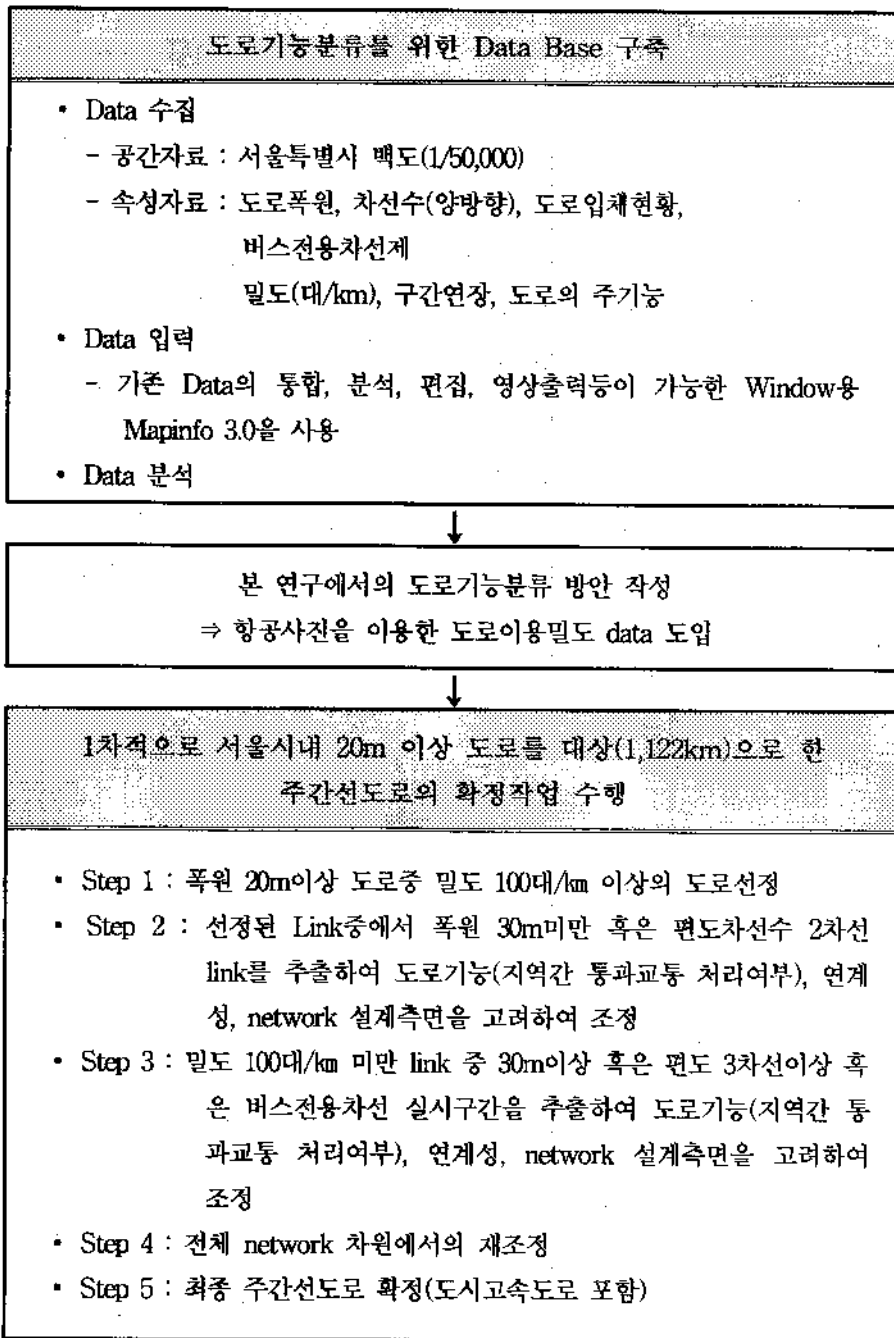 도로기능분류를 위한 Data Base 구축
• Data 수집
- 공간자료 : 서울특별시 백도(1/50,000)
- 속성자료 : 도로폭원, 차선수(양방향), 도로입체현황,
버스전용차선제
밀도(대/km), 구간연장, 도로의 주기능
• Data 입력
- 기존 Data의 통합, 분석, 편집, 영상출력등이 가능한 Window용
Mapinfo 3.0을 사용
• Data 분석
↓
본 연구에서의 도로기능분류 방안 작성
⇒ 항공사진을 이용한 도로이용밀도 data 도입
↓
1차적으로 서울시내 20m 이상 도로를 대상(1,122km)으로 한
주간선도로의 확정작업 수행
• Step 1 : 폭원 20m이상 도로중 밀도 100대/㎞ 이상의 도로선정
• Step 2 : 선정된 Link중에서 폭원 30m미만 혹은 편도차선수 2차선
link를 추출하여 도로기능(지역간 통과교통 처리여부), 연계
성, network 설계측면을 고려하여 조정
• Step 3 : 밀도 100대/㎞ 미만 link 중 30m이상 혹은 편도 3차선이상 혹
은 버스전용차선 실시구간을 추출하여 도로기능(지역간 통
과교통 처리여부), 연계성, network 설계측면을 고려하여
조정
• Step 4 : 전체 network 차원에서의 재조정
• Step 5 : 최종 주간선도로 확정(도시고속도로 포함)